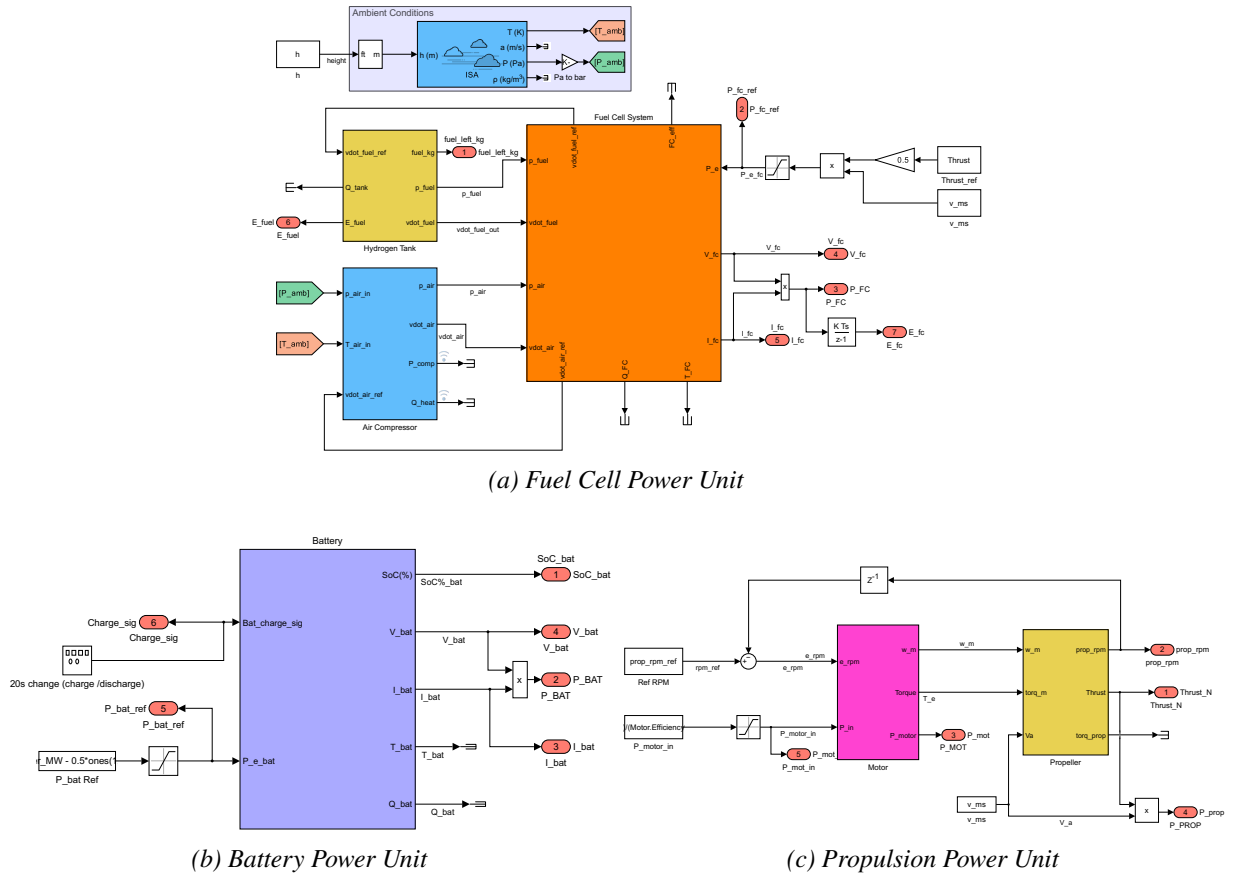 Ambient Conditions
h
h
height
ft
m
h (m)
ISA
T (K)
a (m/s)
P (Pa)
ρ (kg/m³)
K-
Pa to bar
[T_amb]
[P_amb]
Fuel Cell System
vdot_fuel_ref
FC_eff
p_fuel
vdot_fuel
p_air
vdot_air
vdot_air_ref
Q_FC
T_FC
P_e
V_fc
I_fc
vdot_fuel_ref
Q_tank
E_fuel
fuel_kg
p_fuel
vdot_fuel
Hydrogen Tank
fuel_left_kg
1
fuel_left_kg
p_fuel
vdot_fuel_out
E_fuel
6
E_fuel
[P_amb]
[T_amb]
p_air_in
T_air_in
vdot_air_ref
p_air
vdot_air
P_comp
Q_heat
Air Compressor
p_air
vdot_air
P_fc_ref
2
P_fc_ref
P_e_fc
x
0.5
Thrust
Thrust_ref
v_ms
v_ms
V_fc
V_fc
4
V_fc
x
3
P_FC
P_FC
I_fc
I_fc
5
I_fc
K Ts
z-1
7
E_fc
E_fc
(a) Fuel Cell Power Unit
Battery
Bat_charge_sig
P_e_bat
SoC(%)
V_bat
I_bat
T_bat
Q_bat
Charge_sig
6
Charge_sig
20s change (charge /discharge)
P_bat_ref
5
P_bat_ref
r_MW - 0.5*ones(
P_bat Ref
SoC%_bat
SoC_bat
1
SoC_bat
V_bat
4
V_bat
V_bat
x
2
P_BAT
P_BAT
I_bat
3
I_bat
I_bat
T_bat
Q_bat
(b) Battery Power Unit
Z⁻¹
prop_rpm_ref
Ref RPM
rpm_ref
e_rpm
e_rpm
)/(Motor.Efficiency
P_motor_in
P_motor_in
5
P_mot
P_mot_in
e_rpm
P_in
w_m
Torque
P_motor
Motor
w_m
T_e
3
P_mot
P_MOT
w_m
torq_m
Va
prop_rpm
Thrust
torq_prop
Propeller
2
prop_rpm
prop_rpm
1
Thrust_N
Thrust_N
v_ms
v_ms
V_a
x
4
P_prop
P_PROP
(c) Propulsion Power Unit